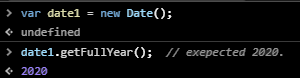 > var date1 = new Date();
< undefined
> date1.getFullYear();  // exepected 2020.
< 2020